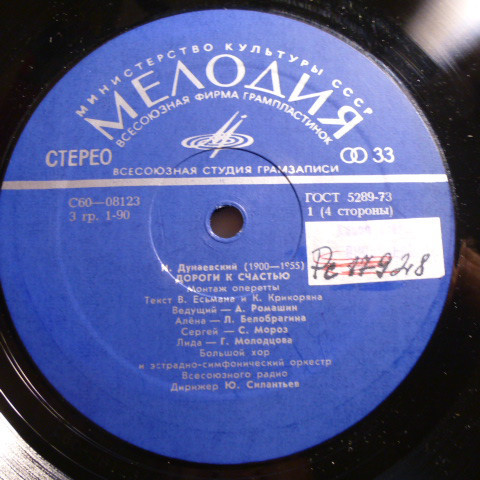 МИНИСТЕРСТВО КУЛЬТУРЫ СССР
МЕЛОДИЯ
ВСЕСОЮЗНАЯ ФИРМА ГРАМПЛАСТИНОК
СТЕРЕО
33
ВСЕСОЮЗНАЯ СТУДИЯ ГРАМЗАПИСИ
С60—08123
ГОСТ 5289-73
3 гр. 1-90
1 (4 стороны)
Ре 17928
И. Дунаевский (1900—1955)
ДОРОГИ К СЧАСТЬЮ
Монтаж оперетты
Текст В. Есьмана и К. Крикоряна
Ведущий — А. Ромашин
Алёна — Л. Белобрагина
Сергей — С. Мороз
Лида — Г. Молодцова
Большой хор
и эстрадно-симфонический оркестр
Всесоюзного радио
Дирижер Ю. Силантьев